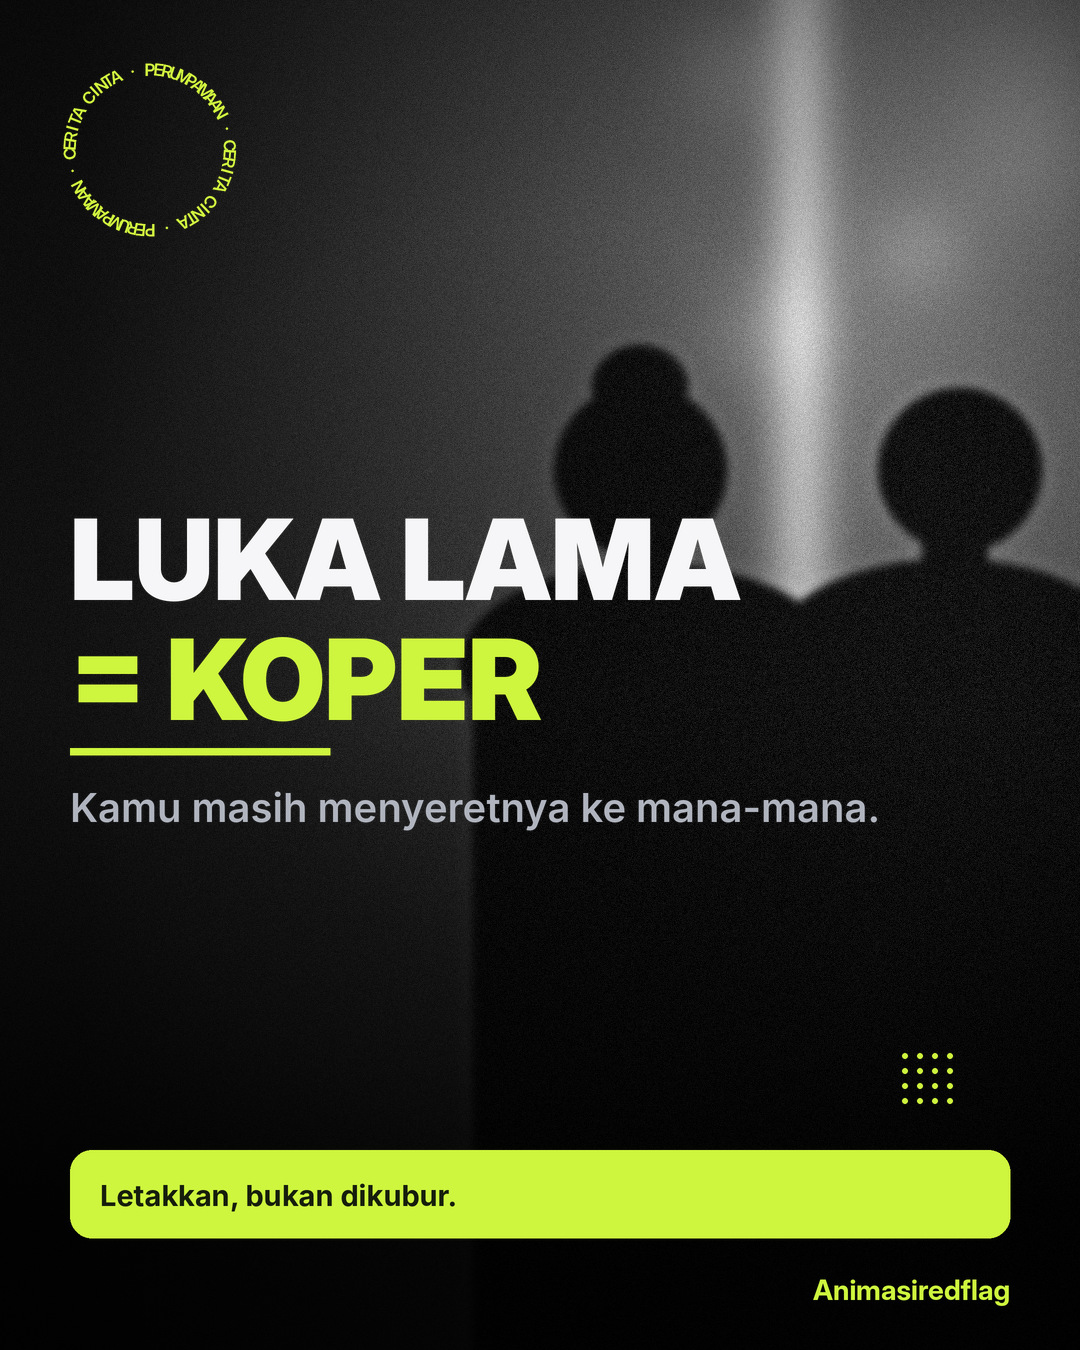 PERUMPAMAAN · CERITA CINTA · PERUMPAMAAN · CERITA CINTA ·
LUKA LAMA
= KOPER
Kamu masih menyeretnya ke mana-mana.
Letakkan, bukan dikubur.
Animasiredflag